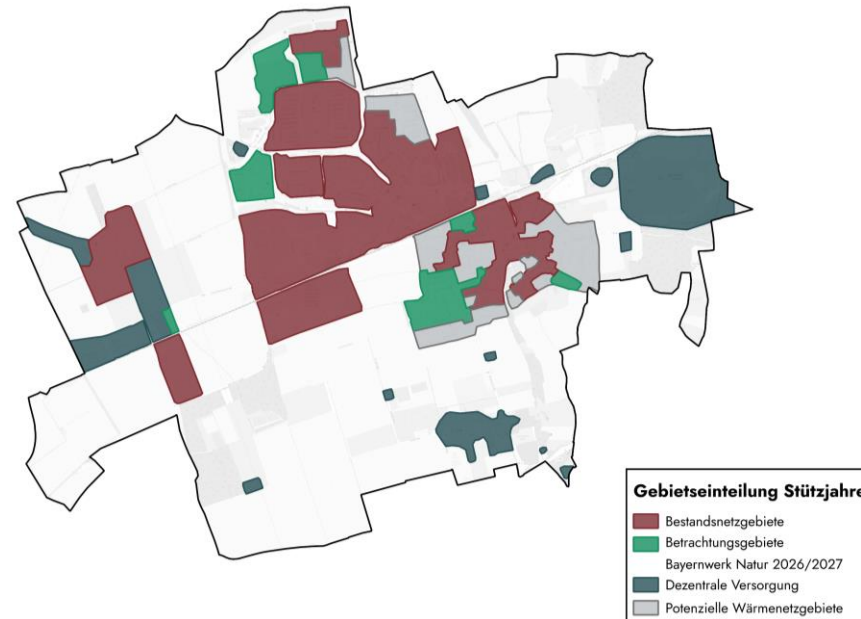 Gebietseinteilung Stützjahre
Bestandsnetzgebiete
Betrachtungsgebiete
Bayernwerk Natur 2026/2027
Dezentrale Versorgung
Potenzielle Wärmenetzgebiete